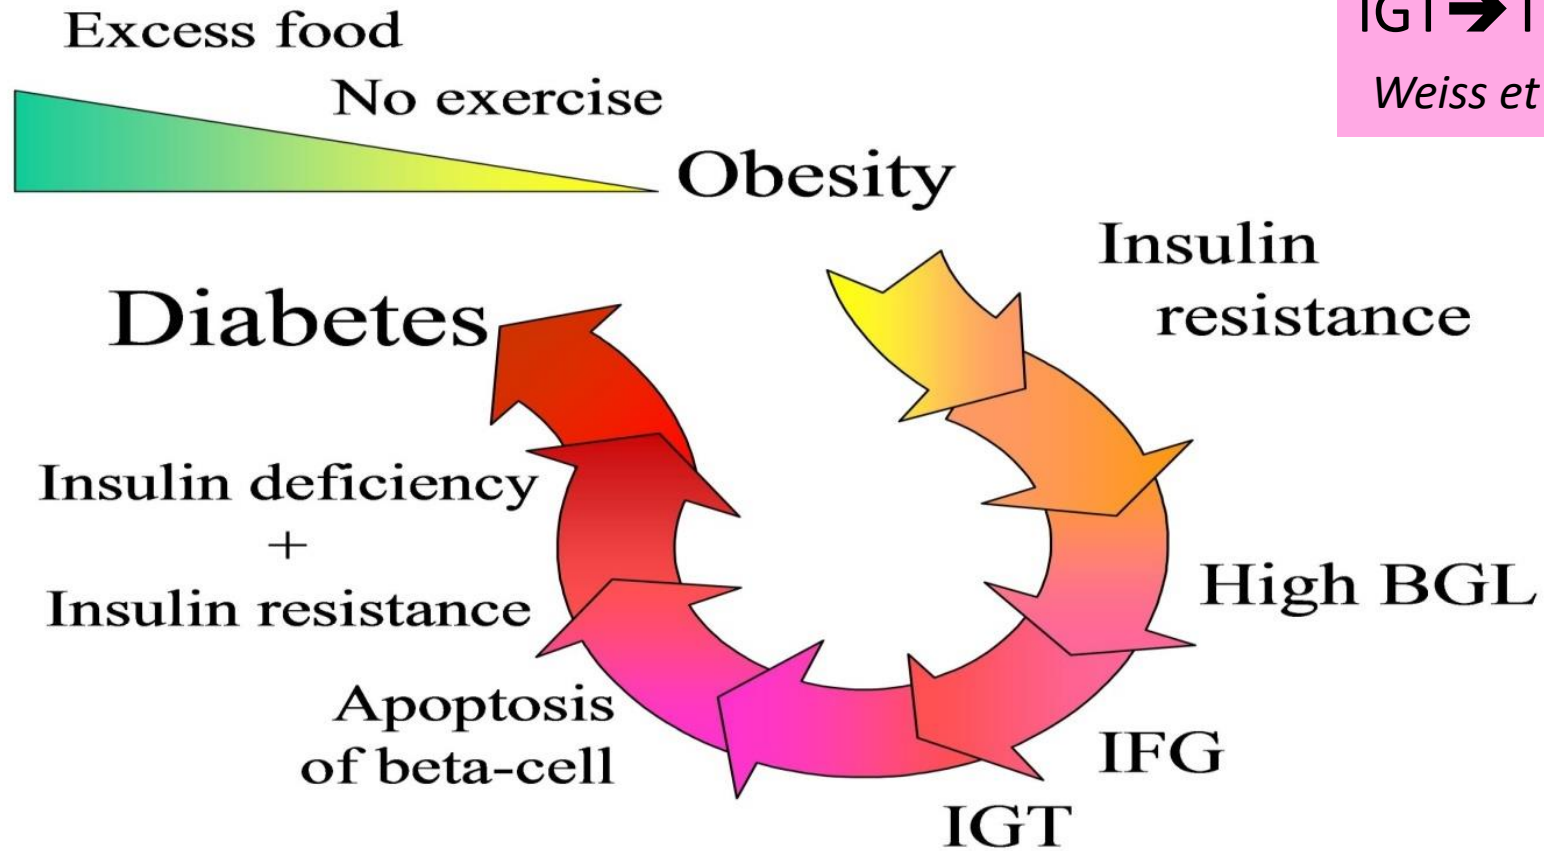 Excess food
No exercise
Obesity
IGT➔
Weiss et
Insulin
resistance
High BGL
IFG
IGT
Apoptosis
of beta-cell
Insulin deficiency
+
Insulin resistance
Diabetes